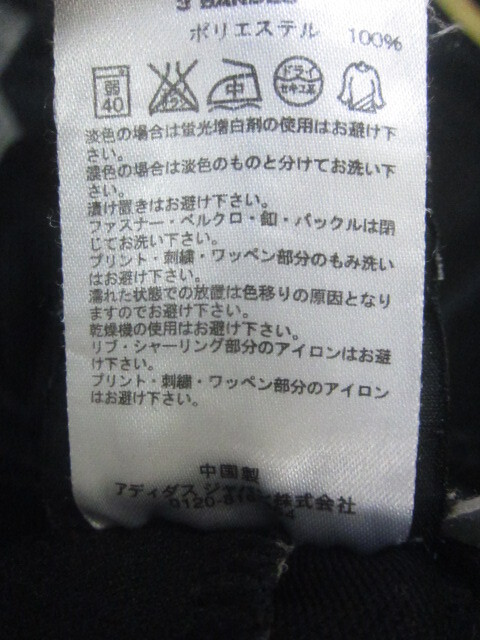 3 BANDES
ポリエステル 100%
弱 40 エンソ サラシ 中 ドライ セキユ系
淡色の場合は蛍光増白剤の使用はお避け下
さい。
濃色の場合は淡色のものと分けてお洗い下
さい。
漬け置きはお避け下さい。
ファスナー・ベルクロ・釦・バックルは閉
じてお洗い下さい。
プリント・刺繍・ワッペン部分のもみ洗い
はお避け下さい。
濡れた状態での放置は色移りの原因となり
ますのでお避け下さい。
乾燥機の使用はお避け下さい。
リブ・シャーリング部分のアイロンはお避
け下さい。
プリント・刺繍・ワッペン部分のアイロン
はお避け下さい。
中国製
アディダス ジャパン株式会社
0120-81